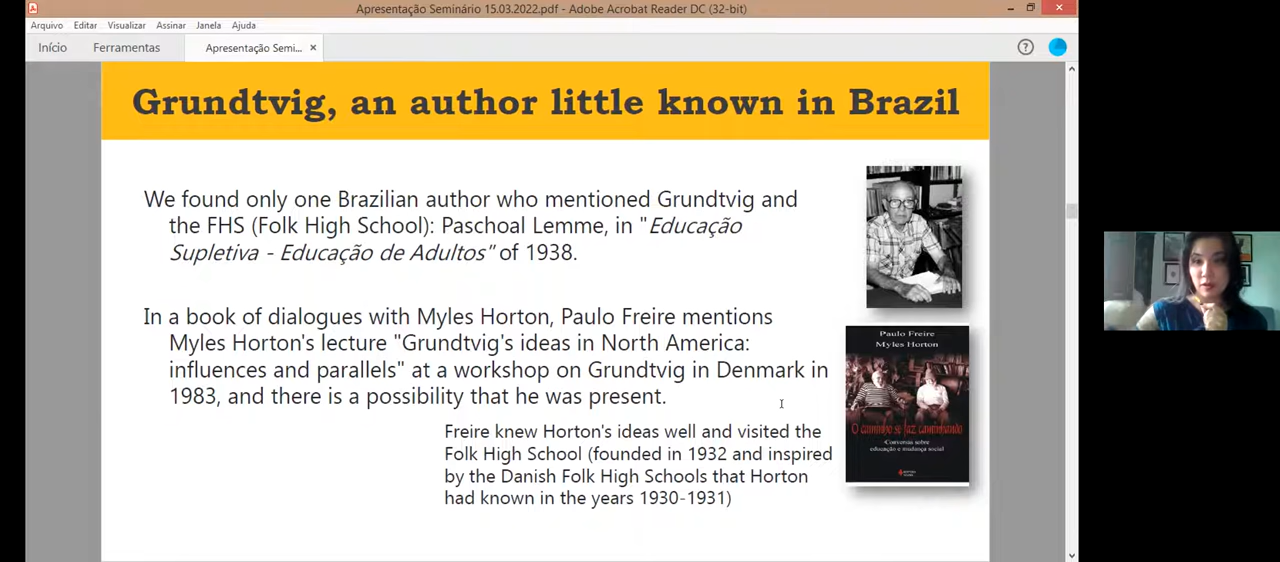 Apresentação Seminário 15.03.2022.pdf - Adobe Acrobat Reader DC (32-bit)
Arquivo Editar Visualizar Assinar Janela Ajuda
Início Ferramentas Apresentação Semi... ×
Grundtvig, an author little known in Brazil
We found only one Brazilian author who mentioned Grundtvig and
the FHS (Folk High School): Paschoal Lemme, in "Educação
Supletiva - Educação de Adultos" of 1938.
In a book of dialogues with Myles Horton, Paulo Freire mentions
Myles Horton's lecture "Grundtvig's ideas in North America:
influences and parallels" at a workshop on Grundtvig in Denmark in
1983, and there is a possibility that he was present.
Freire knew Horton's ideas well and visited the
Folk High School (founded in 1932 and inspired
by the Danish Folk High Schools that Horton
had known in the years 1930-1931)
Paulo Freire
Myles Horton
O caminho se faz caminhando
Conversas sobre
educação e mudança social